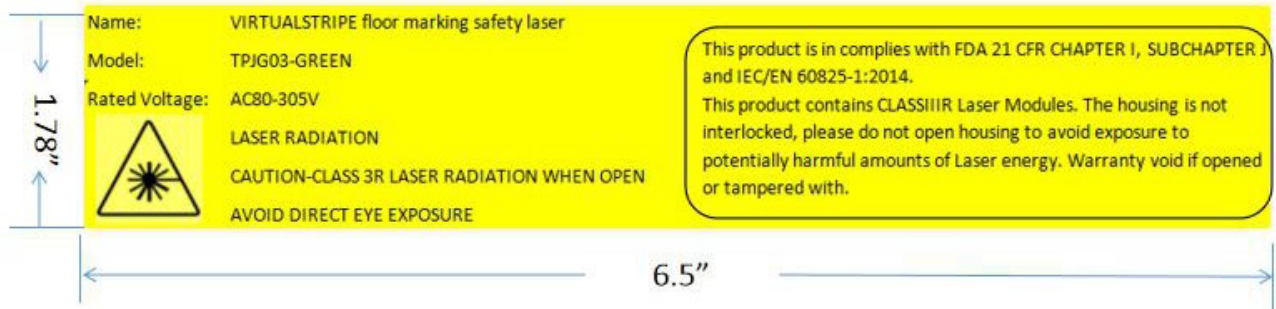 Name: VIRTUALSTRIPE floor marking safety laser
Model: TPJG03-GREEN
Rated Voltage: AC80-305V
LASER RADIATION
CAUTION-CLASS 3R LASER RADIATION WHEN OPEN
AVOID DIRECT EYE EXPOSURE
This product is in complies with FDA 21 CFR CHAPTER I, SUBCHAPTER J
and IEC/EN 60825-1:2014.
This product contains CLASSIIIR Laser Modules. The housing is not
interlocked, please do not open housing to avoid exposure to
potentially harmful amounts of Laser energy. Warranty void if opened
or tampered with.
1.78”
6.5”